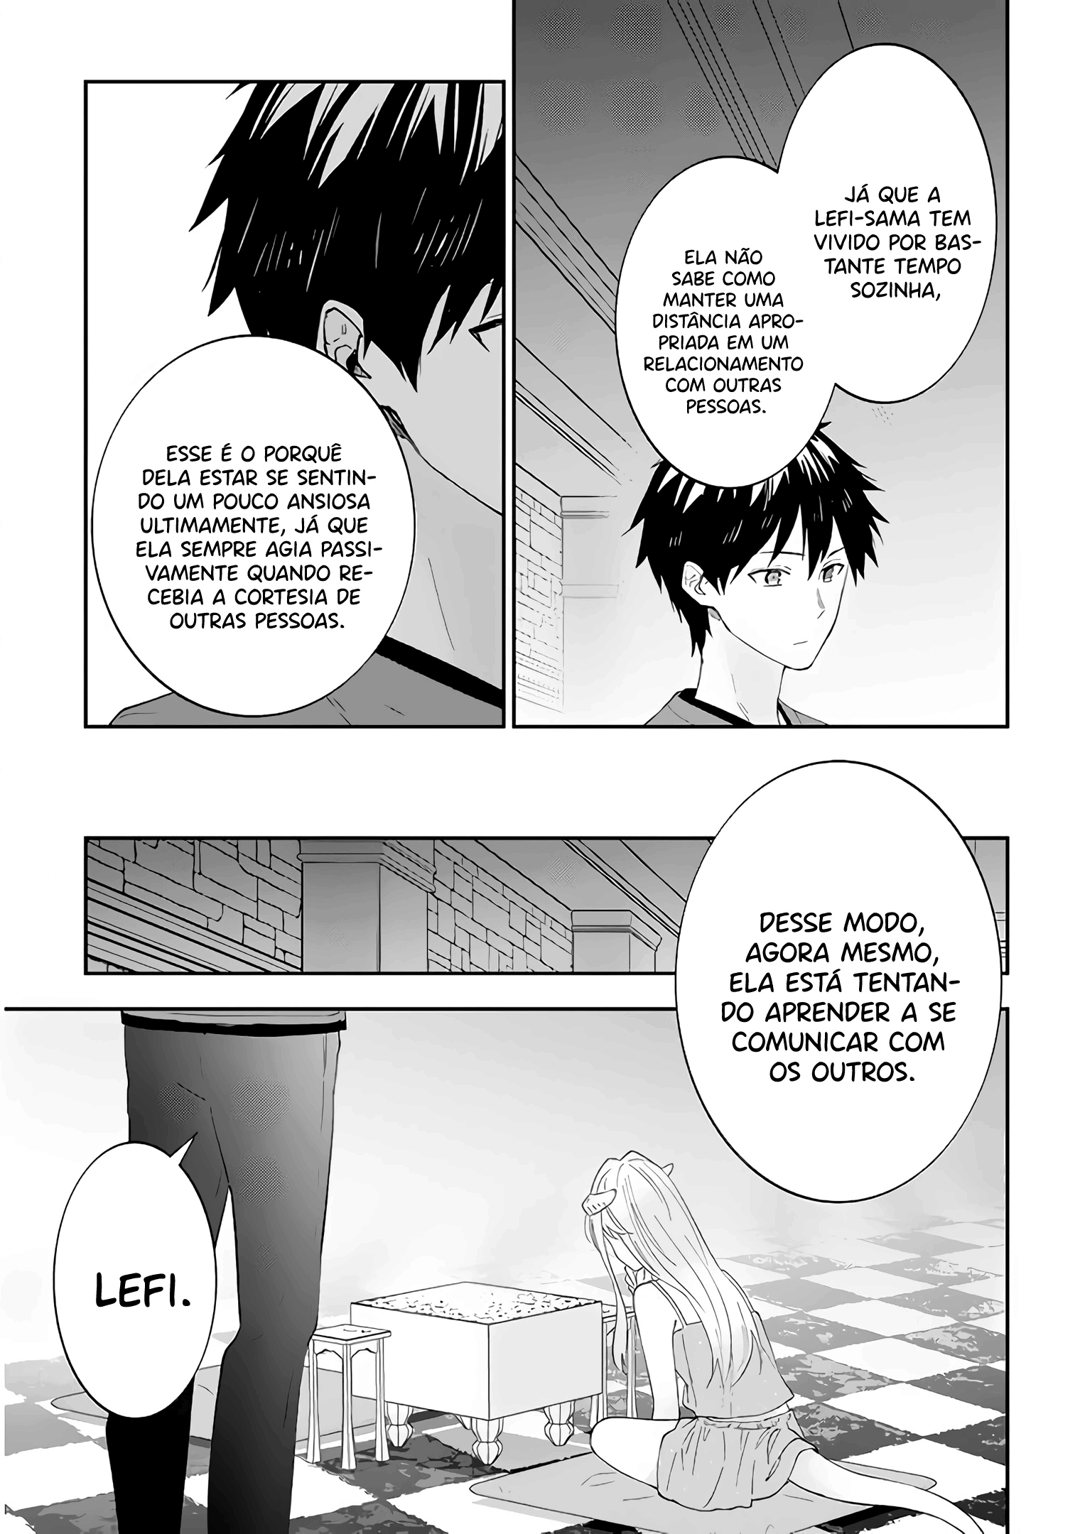 JÁ QUE A
LEFI-SAMA TEM
VIVIDO POR BAS-
TANTE TEMPO
SOZINHA,
ELA NÃO
SABE COMO
MANTER UMA
DISTÂNCIA APRO-
PRIADA EM UM
RELACIONAMENTO
COM OUTRAS
PESSOAS.
ESSE É O PORQUÊ
DELA ESTAR SE SENTIN-
DO UM POUCO ANSIOSA
ULTIMAMENTE, JÁ QUE
ELA SEMPRE AGIA PASSI-
VAMENTE QUANDO RE-
CEBIA A CORTESIA DE
OUTRAS PESSOAS.
DESSE MODO,
AGORA MESMO,
ELA ESTÁ TENTAN-
DO APRENDER A SE
COMUNICAR COM
OS OUTROS.
LEFI.